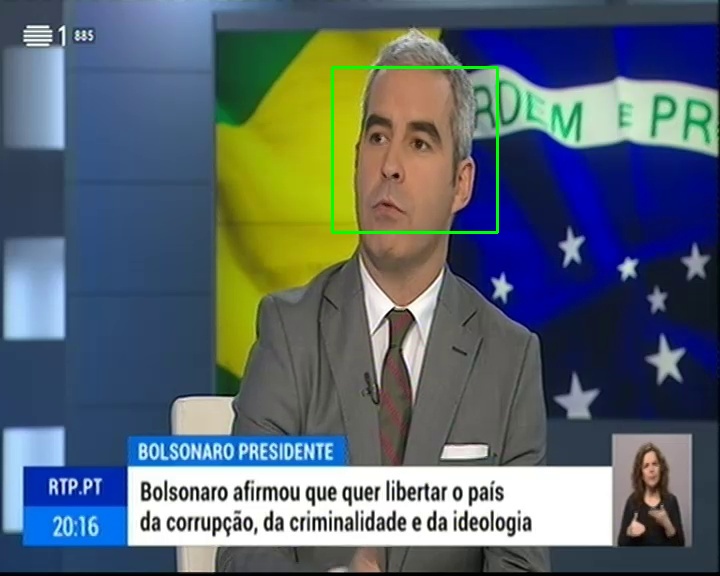 1 885
RDEM E PR
BOLSONARO PRESIDENTE
RTP.PT
Bolsonaro afirmou que quer libertar o país
20:16
da corrupção, da criminalidade e da ideologia